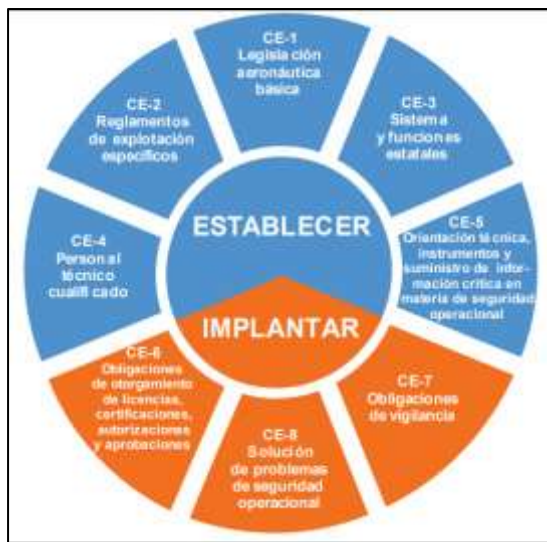 CE-1
Legislación
aeronáutica
básica
CE-2
Reglamentos
de explotación
específicos
CE-3
Sistema
y funciones
estatales
CE-4
Personal
técnico
cualificado
ESTABLECER
CE-5
Orientación técnica,
instrumentos y
suministro de infor-
mación crítica en
materia de seguridad
operacional
IMPLANTAR
CE-6
Obligaciones
de otorgamiento
de licencias,
certificaciones,
autorizaciones
y aprobaciones
CE-7
Obligaciones
de vigilancia
CE-8
Solución
de problemas
de seguridad
operacional